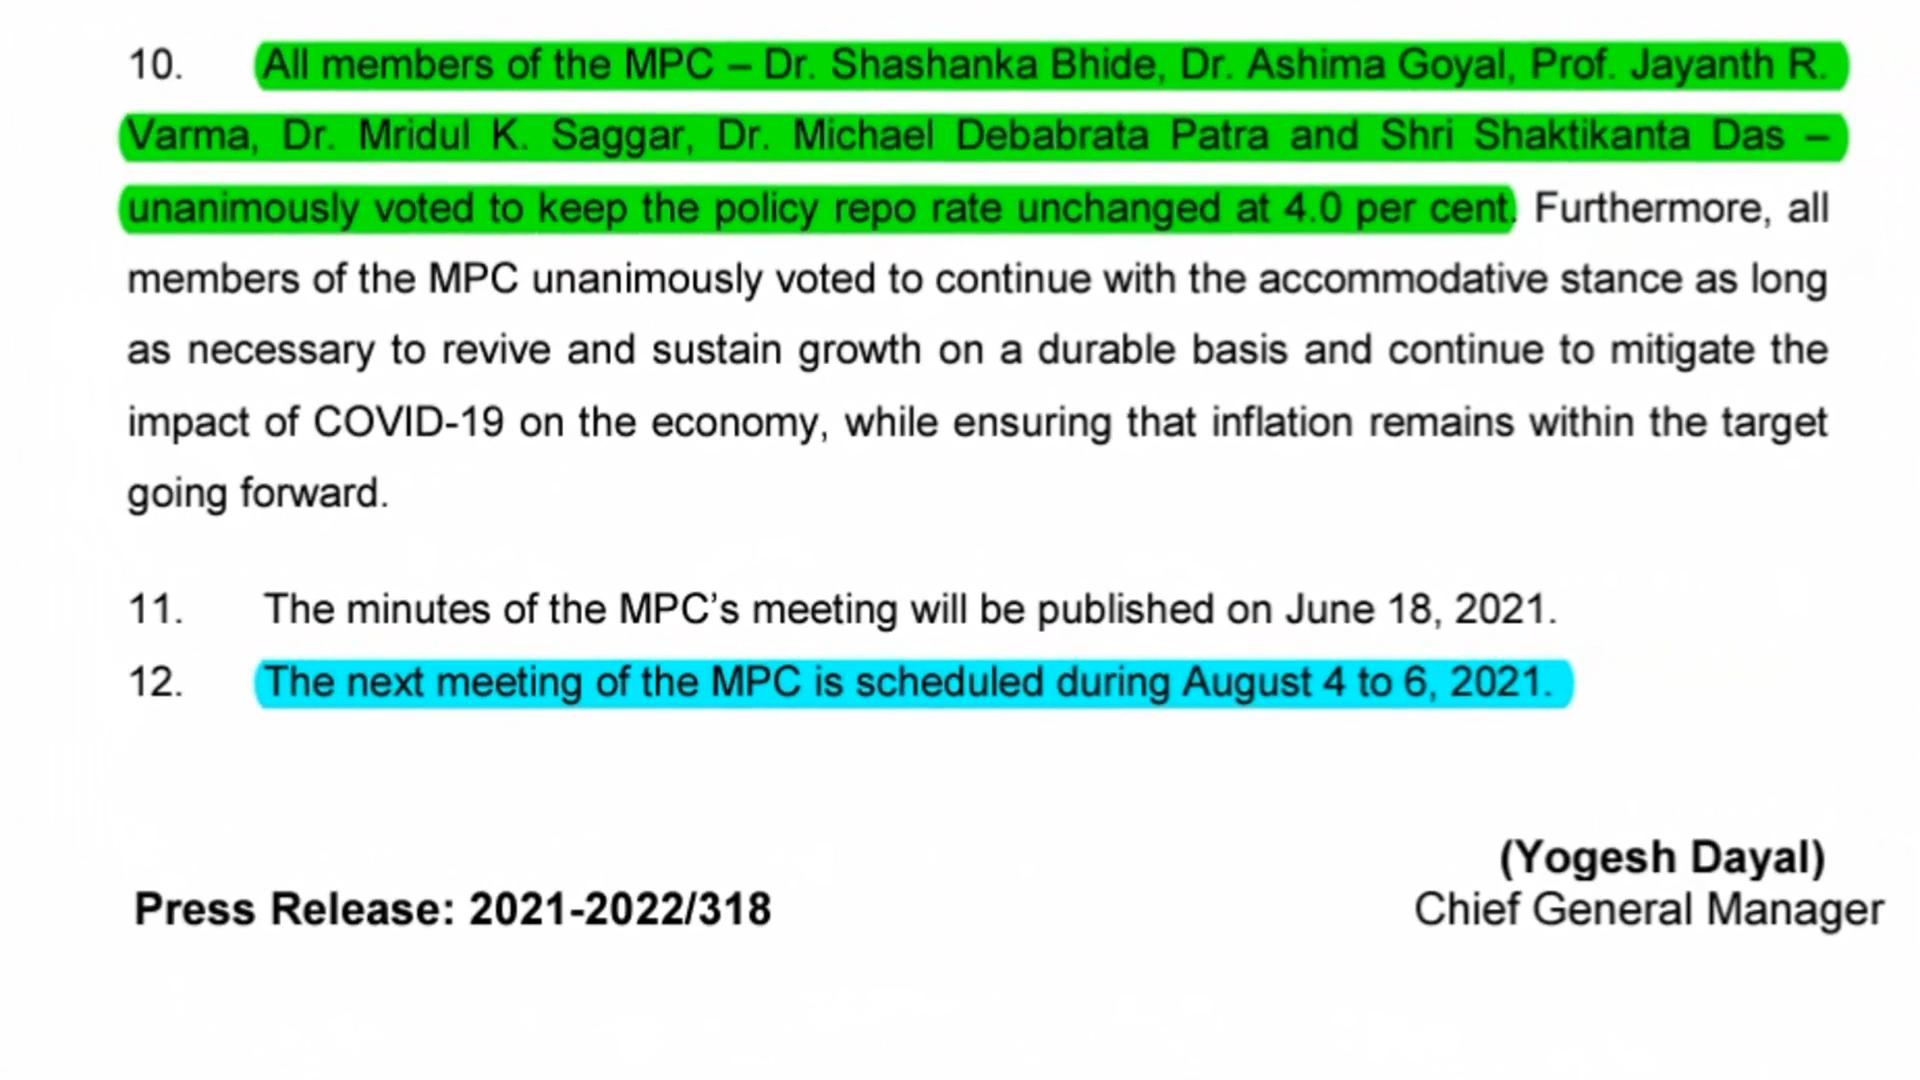 10. All members of the MPC – Dr. Shashanka Bhide, Dr. Ashima Goyal, Prof. Jayanth R.
Varma, Dr. Mridul K. Saggar, Dr. Michael Debabrata Patra and Shri Shaktikanta Das –
unanimously voted to keep the policy repo rate unchanged at 4.0 per cent. Furthermore, all
members of the MPC unanimously voted to continue with the accommodative stance as long
as necessary to revive and sustain growth on a durable basis and continue to mitigate the
impact of COVID-19 on the economy, while ensuring that inflation remains within the target
going forward.
11. The minutes of the MPC’s meeting will be published on June 18, 2021.
12. The next meeting of the MPC is scheduled during August 4 to 6, 2021.
(Yogesh Dayal)
Press Release: 2021-2022/318 Chief General Manager